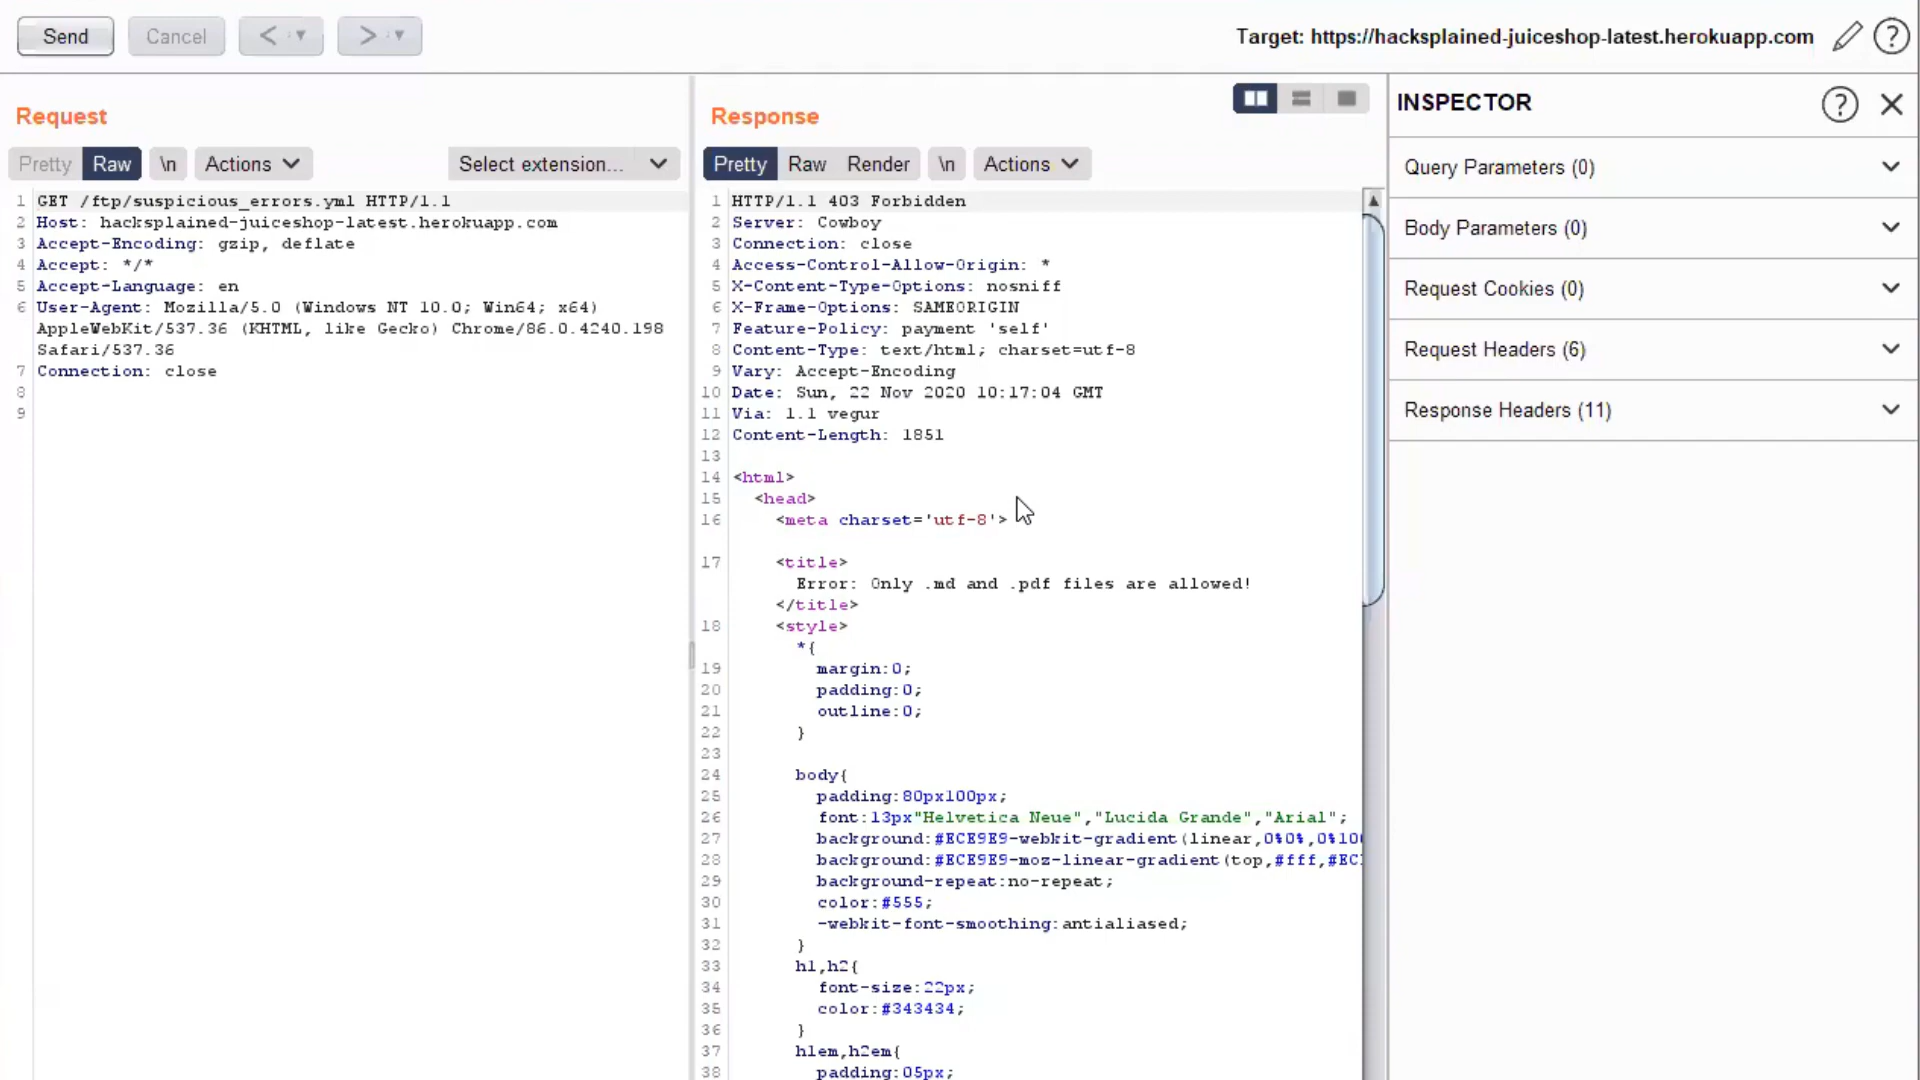 Send
Cancel
<
>
Target: https://hacksplained-juiceshop-latest.herokuapp.com
?
Request
Pretty
Raw
\n
Actions
Select extension...
1 GET /ftp/suspicious_errors.yml HTTP/1.1
2 Host: hacksplained-juiceshop-latest.herokuapp.com
3 Accept-Encoding: gzip, deflate
4 Accept: */*
5 Accept-Language: en
6 User-Agent: Mozilla/5.0 (Windows NT 10.0; Win64; x64)
AppleWebKit/537.36 (KHTML, like Gecko) Chrome/86.0.4240.198
Safari/537.36
7 Connection: close
8
9
Response
Pretty
Raw
Render
\n
Actions
1 HTTP/1.1 403 Forbidden
2 Server: Cowboy
3 Connection: close
4 Access-Control-Allow-Origin: *
5 X-Content-Type-Options: nosniff
6 X-Frame-Options: SAMEORIGIN
7 Feature-Policy: payment 'self'
8 Content-Type: text/html; charset=utf-8
9 Vary: Accept-Encoding
10 Date: Sun, 22 Nov 2020 10:17:04 GMT
11 Via: 1.1 vegur
12 Content-Length: 1851
13
14 <html>
15 <head>
16 <meta charset='utf-8'>
17 <title>
Error: Only .md and .pdf files are allowed!
</title>
18 <style>
*{
19 margin:0;
20 padding:0;
21 outline:0;
22 }
23
24 body{
25 padding:80px100px;
26 font:13px"Helvetica Neue","Lucida Grande","Arial";
27 background:#ECE9E9-webkit-gradient(linear,0%0%,0%10
28 background:#ECE9E9-moz-linear-gradient(top,#fff,#EC
29 background-repeat:no-repeat;
30 color:#555;
31 -webkit-font-smoothing:antialiased;
32 }
33 h1,h2{
34 font-size:22px;
35 color:#343434;
36 }
37 h1em,h2em{
38 padding:05px;
INSPECTOR
?
Query Parameters (0)
Body Parameters (0)
Request Cookies (0)
Request Headers (6)
Response Headers (11)